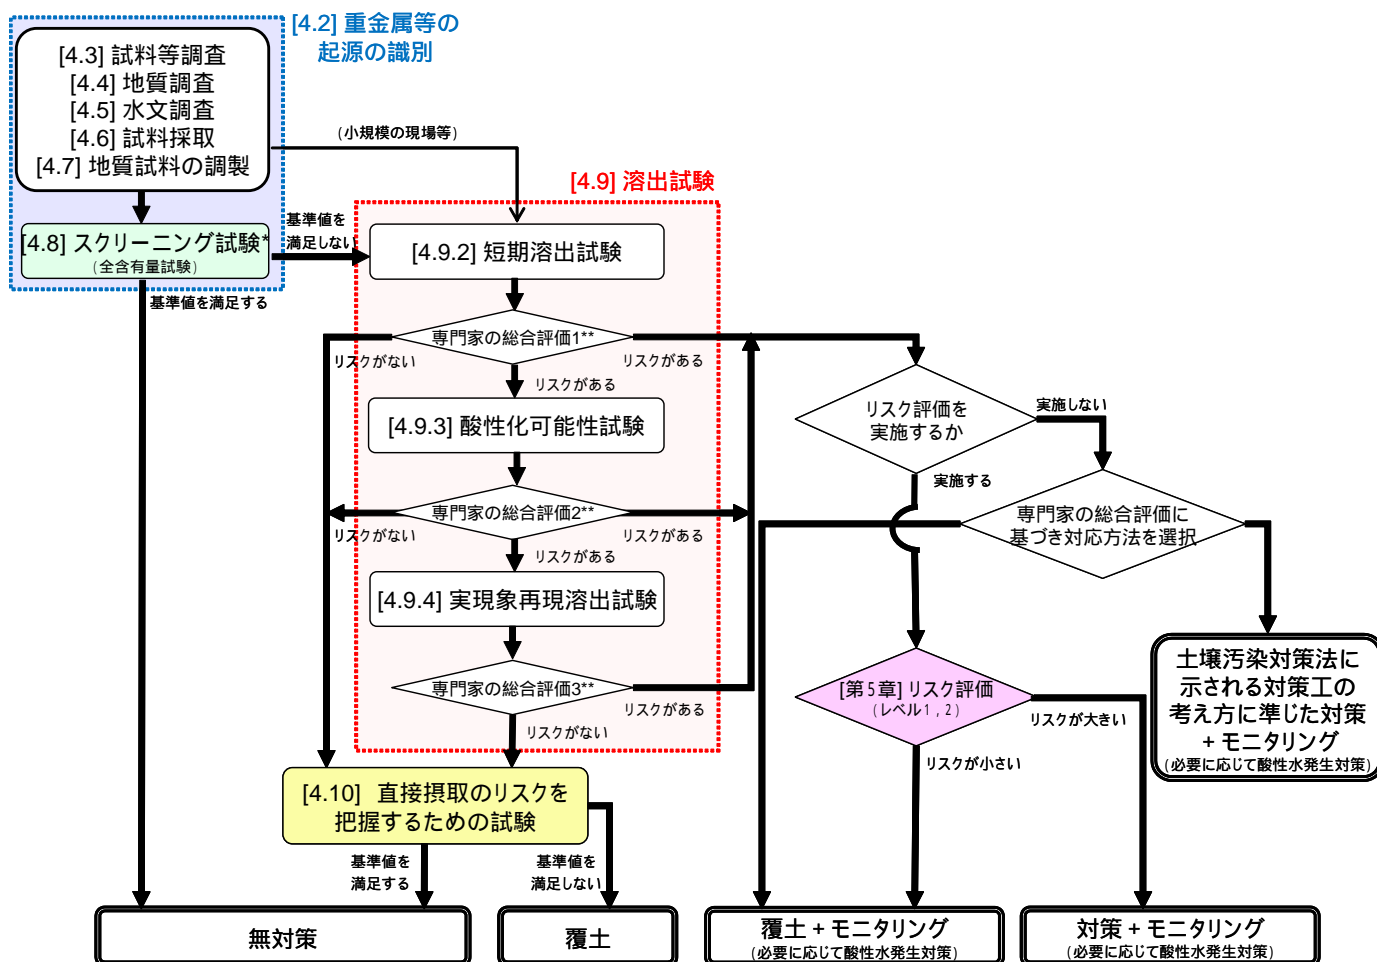 [4.2] 重金属等の
起源の識別
[4.3] 試料等調査
[4.4] 地質調査
[4.5] 水文調査
[4.6] 試料採取
[4.7] 地質試料の調製
(小規模の現場等)
[4.9] 溶出試験
[4.8] スクリーニング試験*
(全含有量試験)
基準値を
満足しない
基準値を満足する
[4.9.2] 短期溶出試験
専門家の総合評価1**
リスクがない
リスクがある
リスクがある
[4.9.3] 酸性化可能性試験
専門家の総合評価2**
リスクがない
リスクがある
リスクがある
[4.9.4] 実現象再現溶出試験
専門家の総合評価3**
リスクがある
リスクがない
リスク評価を
実施するか
実施しない
実施する
専門家の総合評価に
基づき対応方法を選択
[第5章] リスク評価
(レベル1,2)
リスクが大きい
リスクが小さい
土壌汚染対策法に
示される対策工の
考え方に準じた対策
+ モニタリング
(必要に応じて酸性水発生対策)
[4.10] 直接摂取のリスクを
把握するための試験
基準値を
満足する
基準値を
満足しない
無対策
覆土
覆土 + モニタリング
(必要に応じて酸性水発生対策)
対策 + モニタリング
(必要に応じて酸性水発生対策)